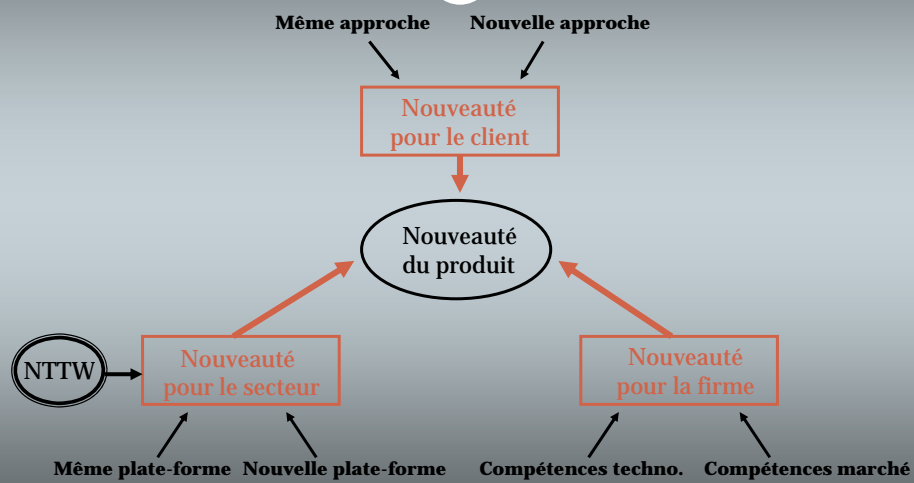 Même approche Nouvelle approche
Nouveauté
pour le client
Nouveauté
du produit
NTTW
Nouveauté
pour le secteur
Nouveauté
pour la firme
Même plate-forme Nouvelle plate-forme Compétences techno. Compétences marché